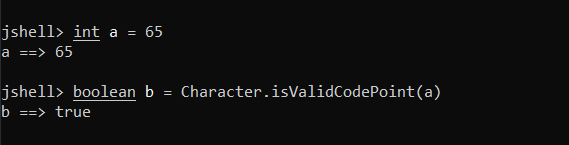 jshell> int a = 65
a ==> 65
jshell> boolean b = Character.isValidCodePoint(a)
b ==> true